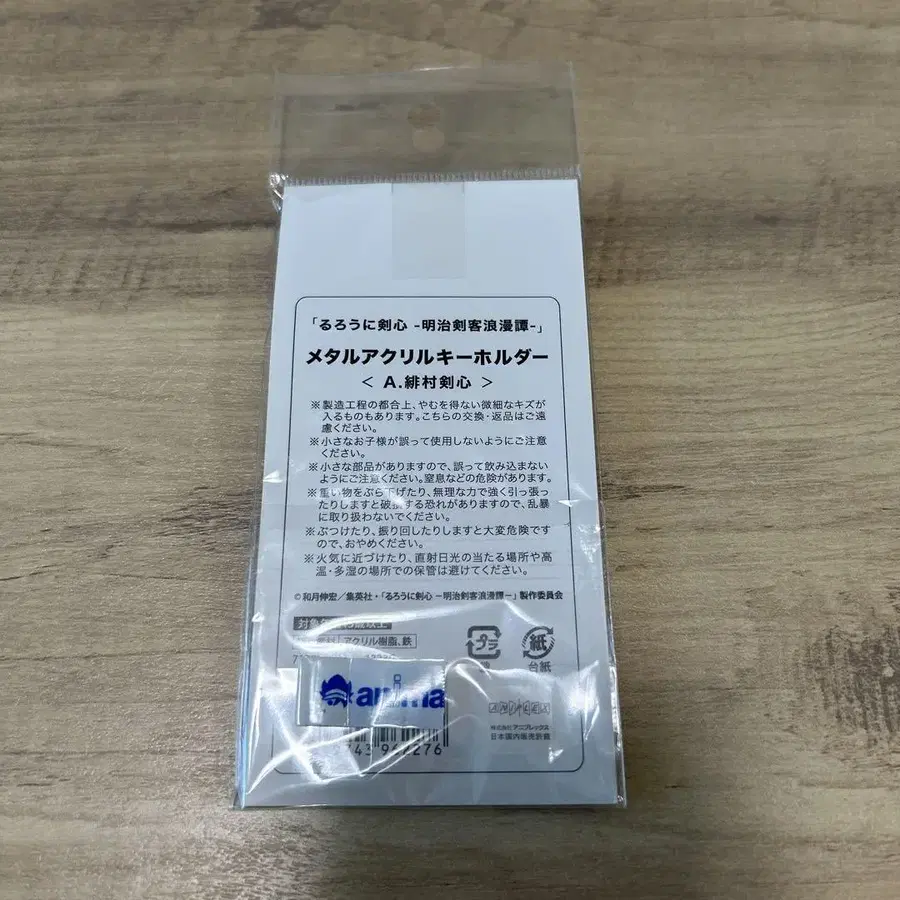 「るろうに剣心 -明治剣客浪漫譚-」
メタルアクリルキーホルダー
＜ A.緋村剣心 ＞
※製造工程の都合上、やむを得ない微細なキズが
入るものもあります。こちらの交換・返品はご遠
慮ください。
※小さなお子様が誤って使用しないようにご注意
ください。
※小さな部品がありますので、誤って飲み込まない
ようにご注意ください。窒息などの危険があります。
※重い物をぶら下げたり、無理な力で強く引っ張っ
たりしますと破損する恐れがありますので、乱暴
に取り扱わないでください。
※ぶつけたり、振り回したりしますと大変危険です
ので、おやめください。
※火気に近づけたり、直射日光の当たる場所や高
温・多湿の場所での保管は避けてください。
©和月伸宏／集英社・「るろうに剣心 －明治剣客浪漫譚－」製作委員会
対象
アクリル樹脂、鉄
プラ
紙
台紙
anima
ANIPLEX
株式会社アニプレックス
日本国内販売許諾